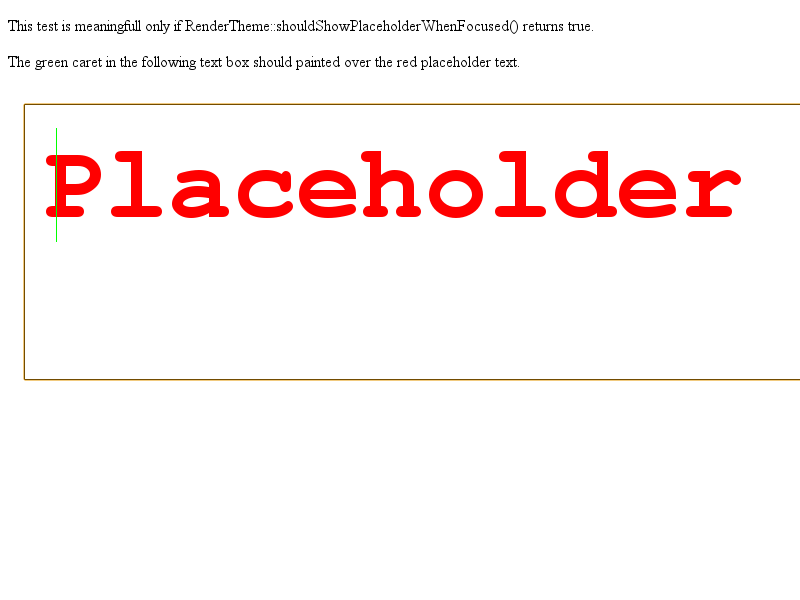 This test is meaningfull only if RenderTheme::shouldShowPlaceholderWhenFocused() returns true.
The green caret in the following text box should painted over the red placeholder text.
Placeholder